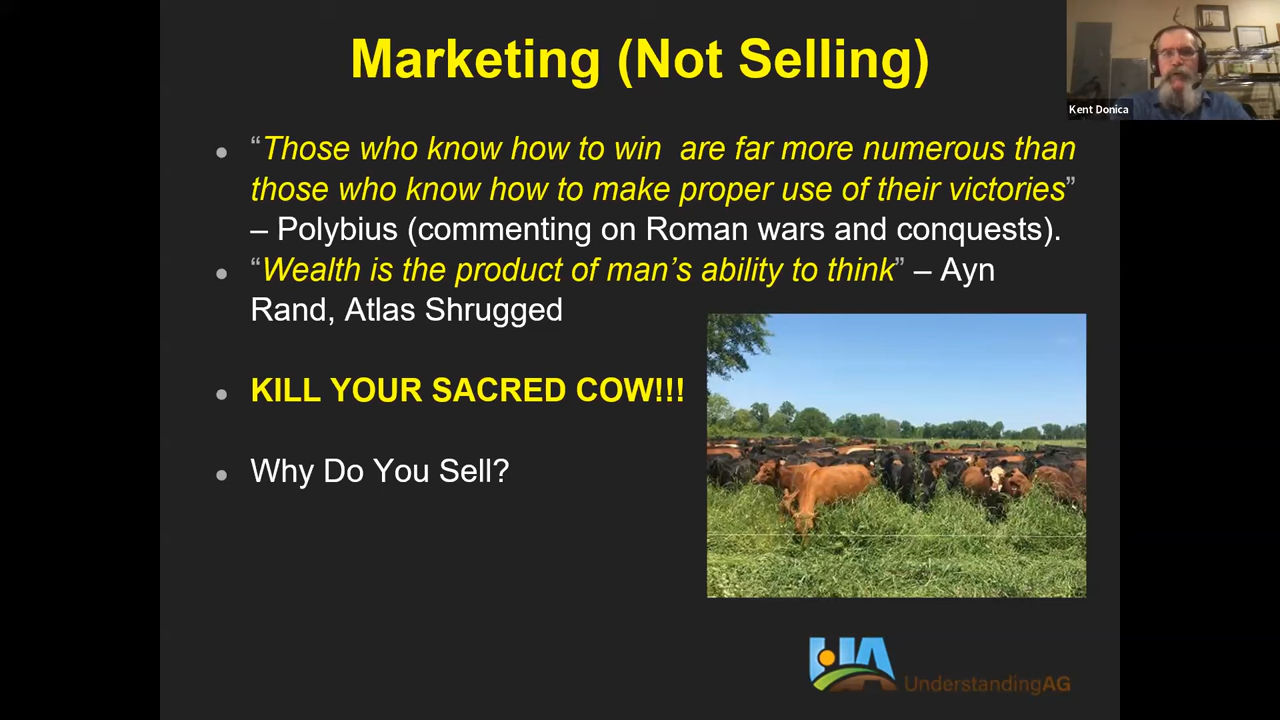 Marketing (Not Selling)
Kent Donica
• “Those who know how to win  are far more numerous than
those who know how to make proper use of their victories”
– Polybius (commenting on Roman wars and conquests).
• “Wealth is the product of man’s ability to think” – Ayn
Rand, Atlas Shrugged
• KILL YOUR SACRED COW!!!
• Why Do You Sell?
UA
UnderstandingAG